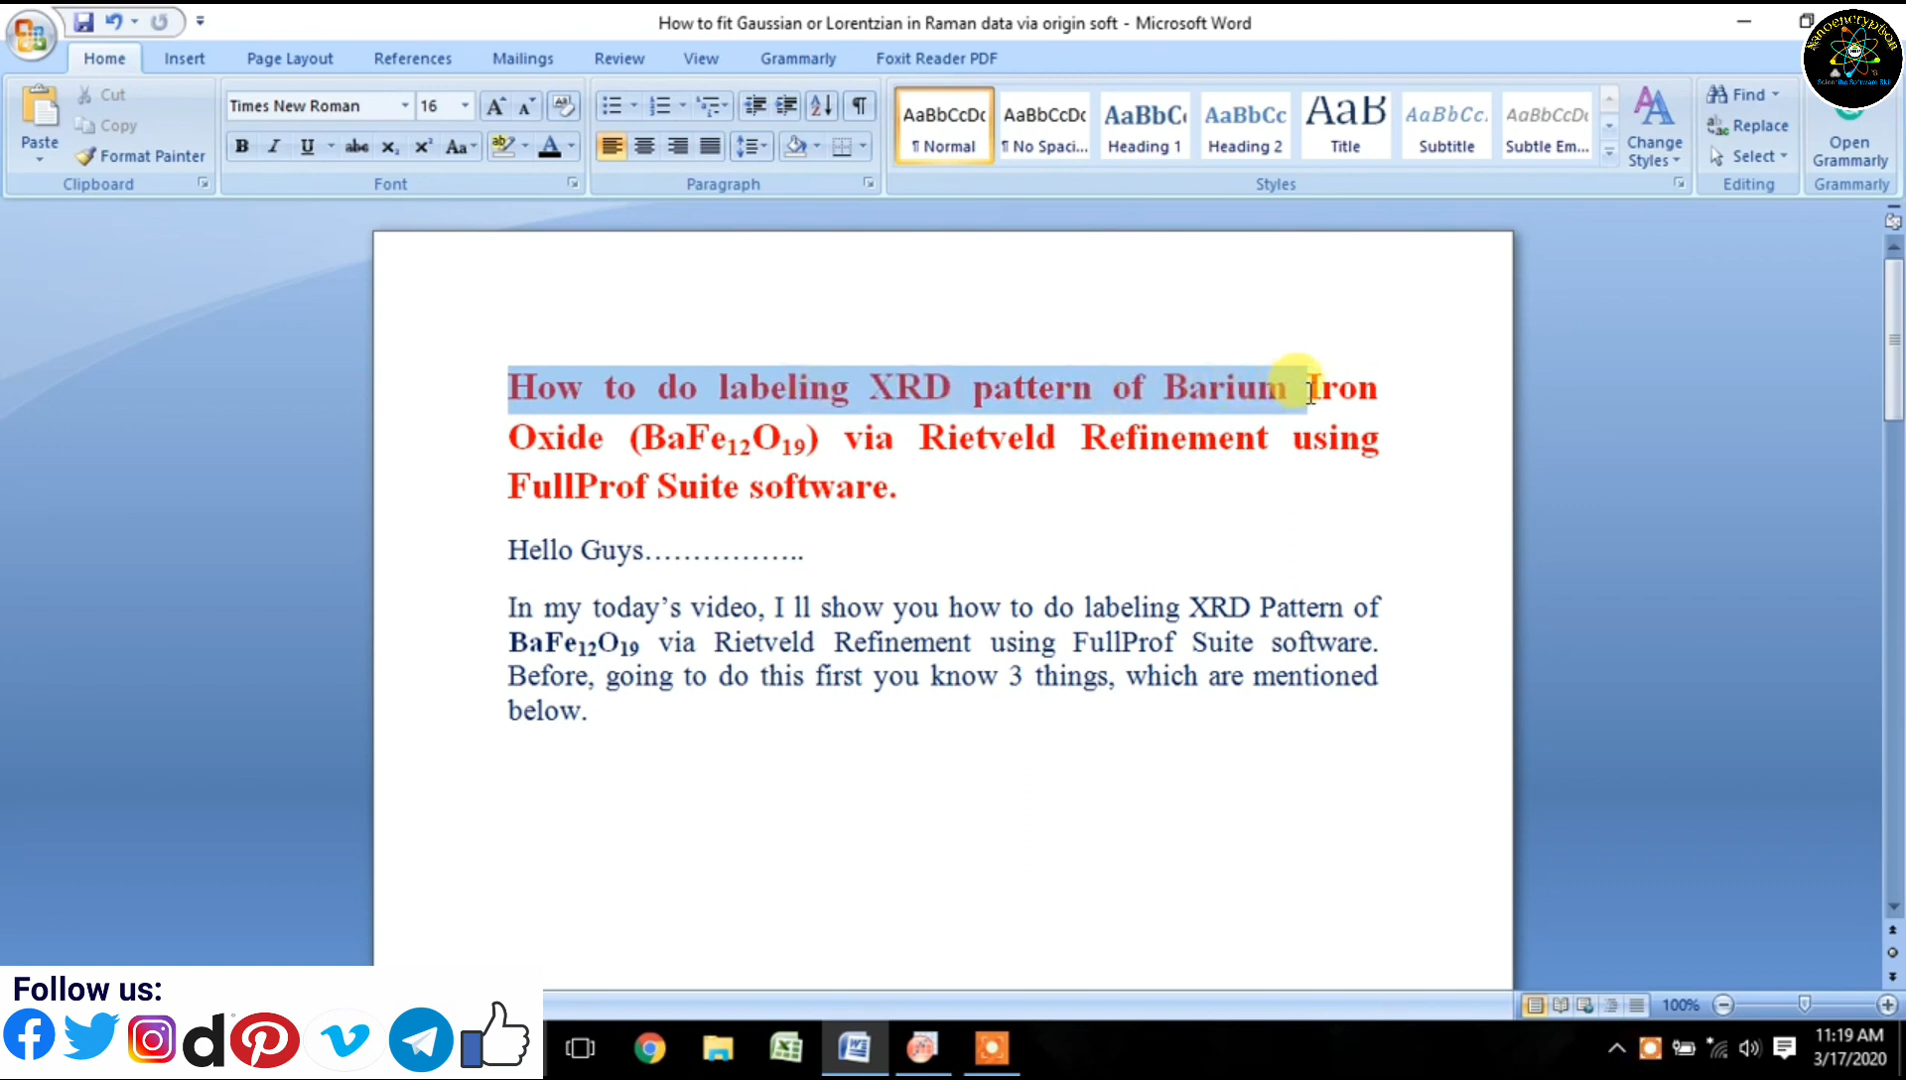 How to fit Gaussian or Lorentzian in Raman data via origin soft - Microsoft Word
Home Insert Page Layout References Mailings Review View Grammarly Foxit Reader PDF
Nanoencryption
Cut
Copy
Format Painter
Paste
Clipboard
Times New Roman 16
B I U abc x₂ x² Aa
Font
Paragraph
AaBbCcDc AaBbCcDc AaBbC AaBbCc AaB AaBbCc. AaBbCcDc
¶ Normal ¶ No Spaci... Heading 1 Heading 2 Title Subtitle Subtle Em...
Change
Styles
Styles
Find
Replace
Select
Editing
Open
Grammarly
Grammarly
How to do labeling XRD pattern of Barium Iron
Oxide (BaFe₁₂O₁₉) via Rietveld Refinement using
FullProf Suite software.
Hello Guys……………..
In my today’s video, I ll show you how to do labeling XRD Pattern of
BaFe₁₂O₁₉ via Rietveld Refinement using FullProf Suite software.
Before, going to do this first you know 3 things, which are mentioned
below.
Follow us:
100%
11:19 AM
3/17/2020